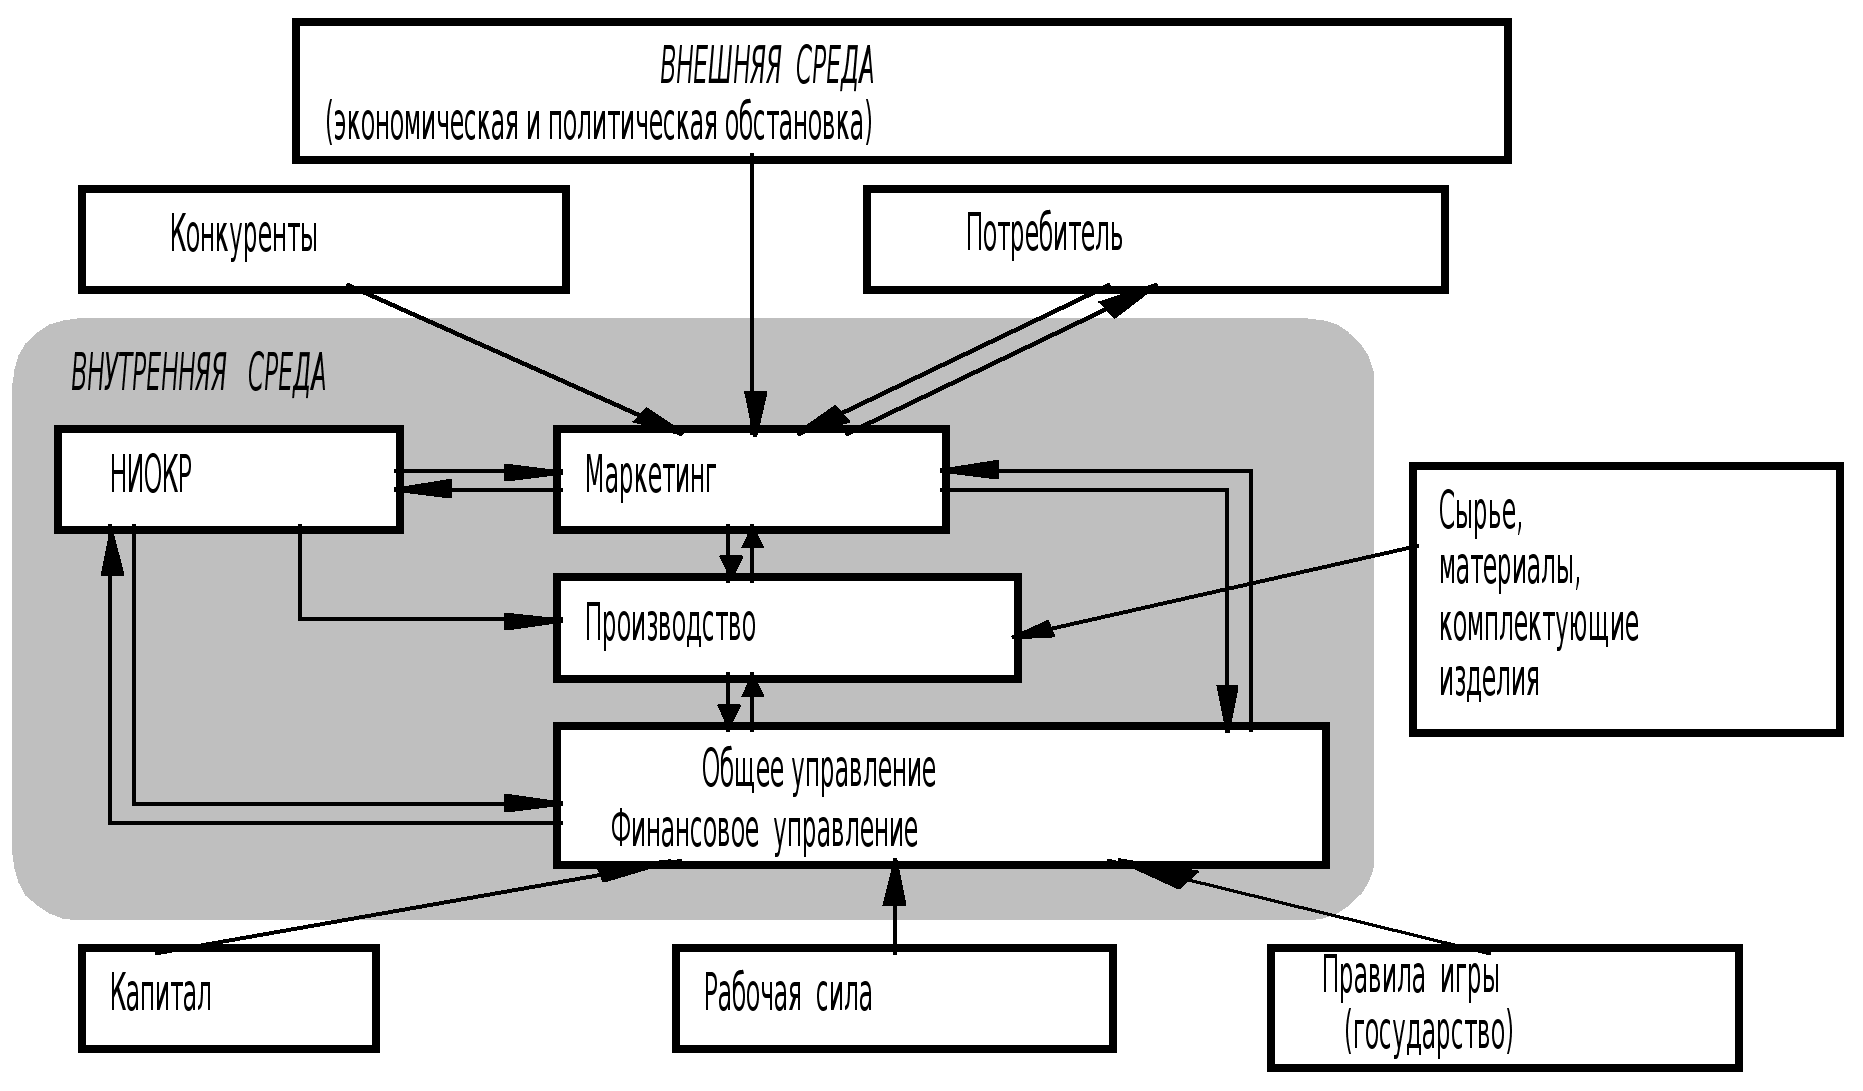 ВНЕШНЯЯ СРЕДА
(экономическая и политическая обстановка)
Конкуренты
Потребитель
ВНУТРЕННЯЯ СРЕДА
НИОКР
Маркетинг
Сырье,
материалы,
комплектующие
изделия
Производство
Общее управление
Финансовое управление
Капитал
Рабочая сила
Правила игры
(государство)